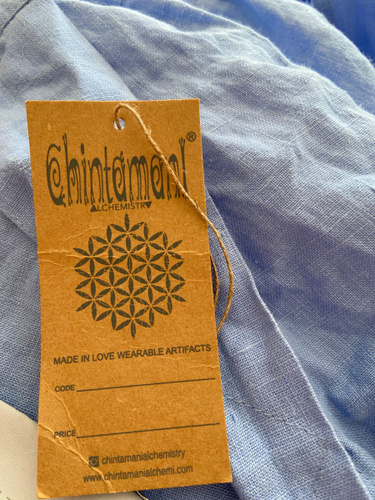 Chintamani®
ALCHEMISTRY
MADE IN LOVE WEARABLE ARTIFACTS
CODE
PRICE
chintamanialchemistry
www.chintamanialchemi.com